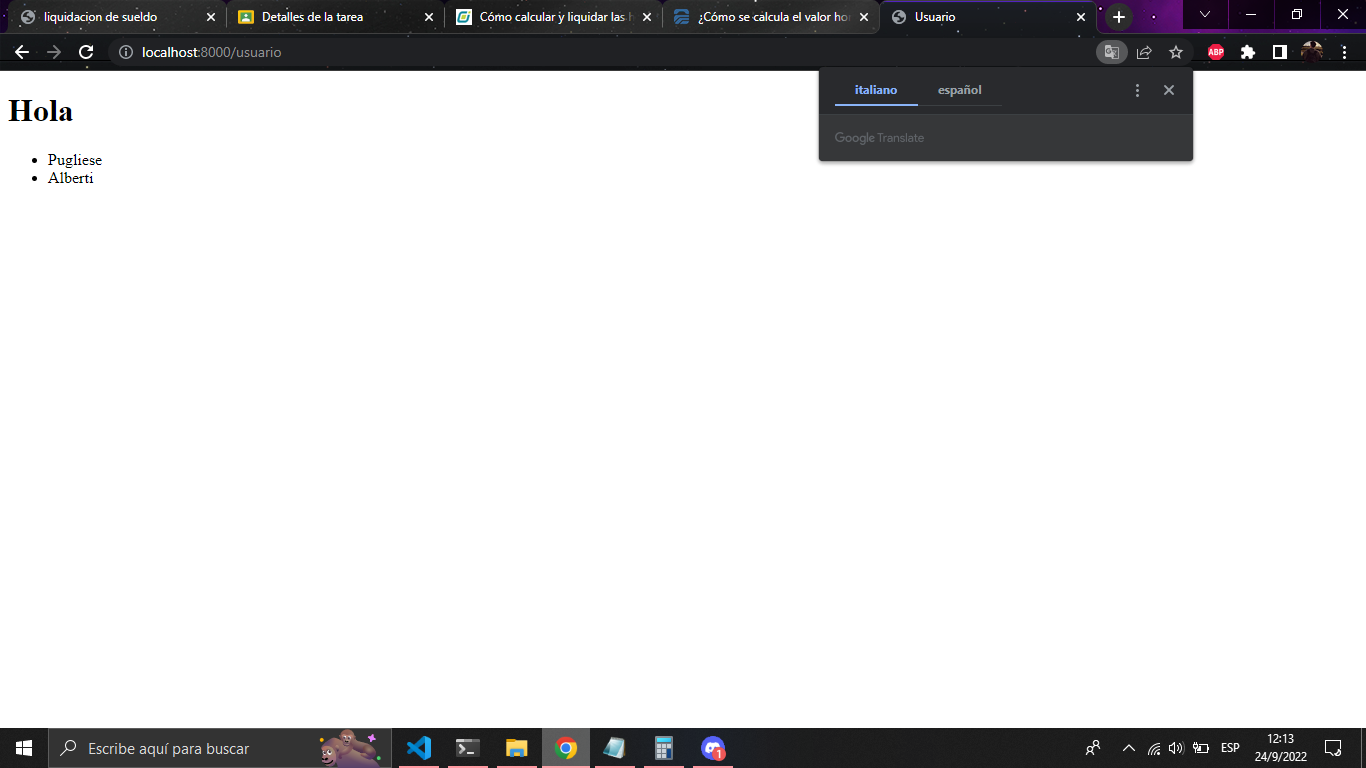 liquidacion de sueldo
Detalles de la tarea
Cómo calcular y liquidar las h
¿Cómo se calcula el valor hor
Usuario
localhost:8000/usuario
ABP
italiano español
Google Translate
Hola
Pugliese
Alberti
Escribe aquí para buscar
1
ESP
12:13
24/9/2022